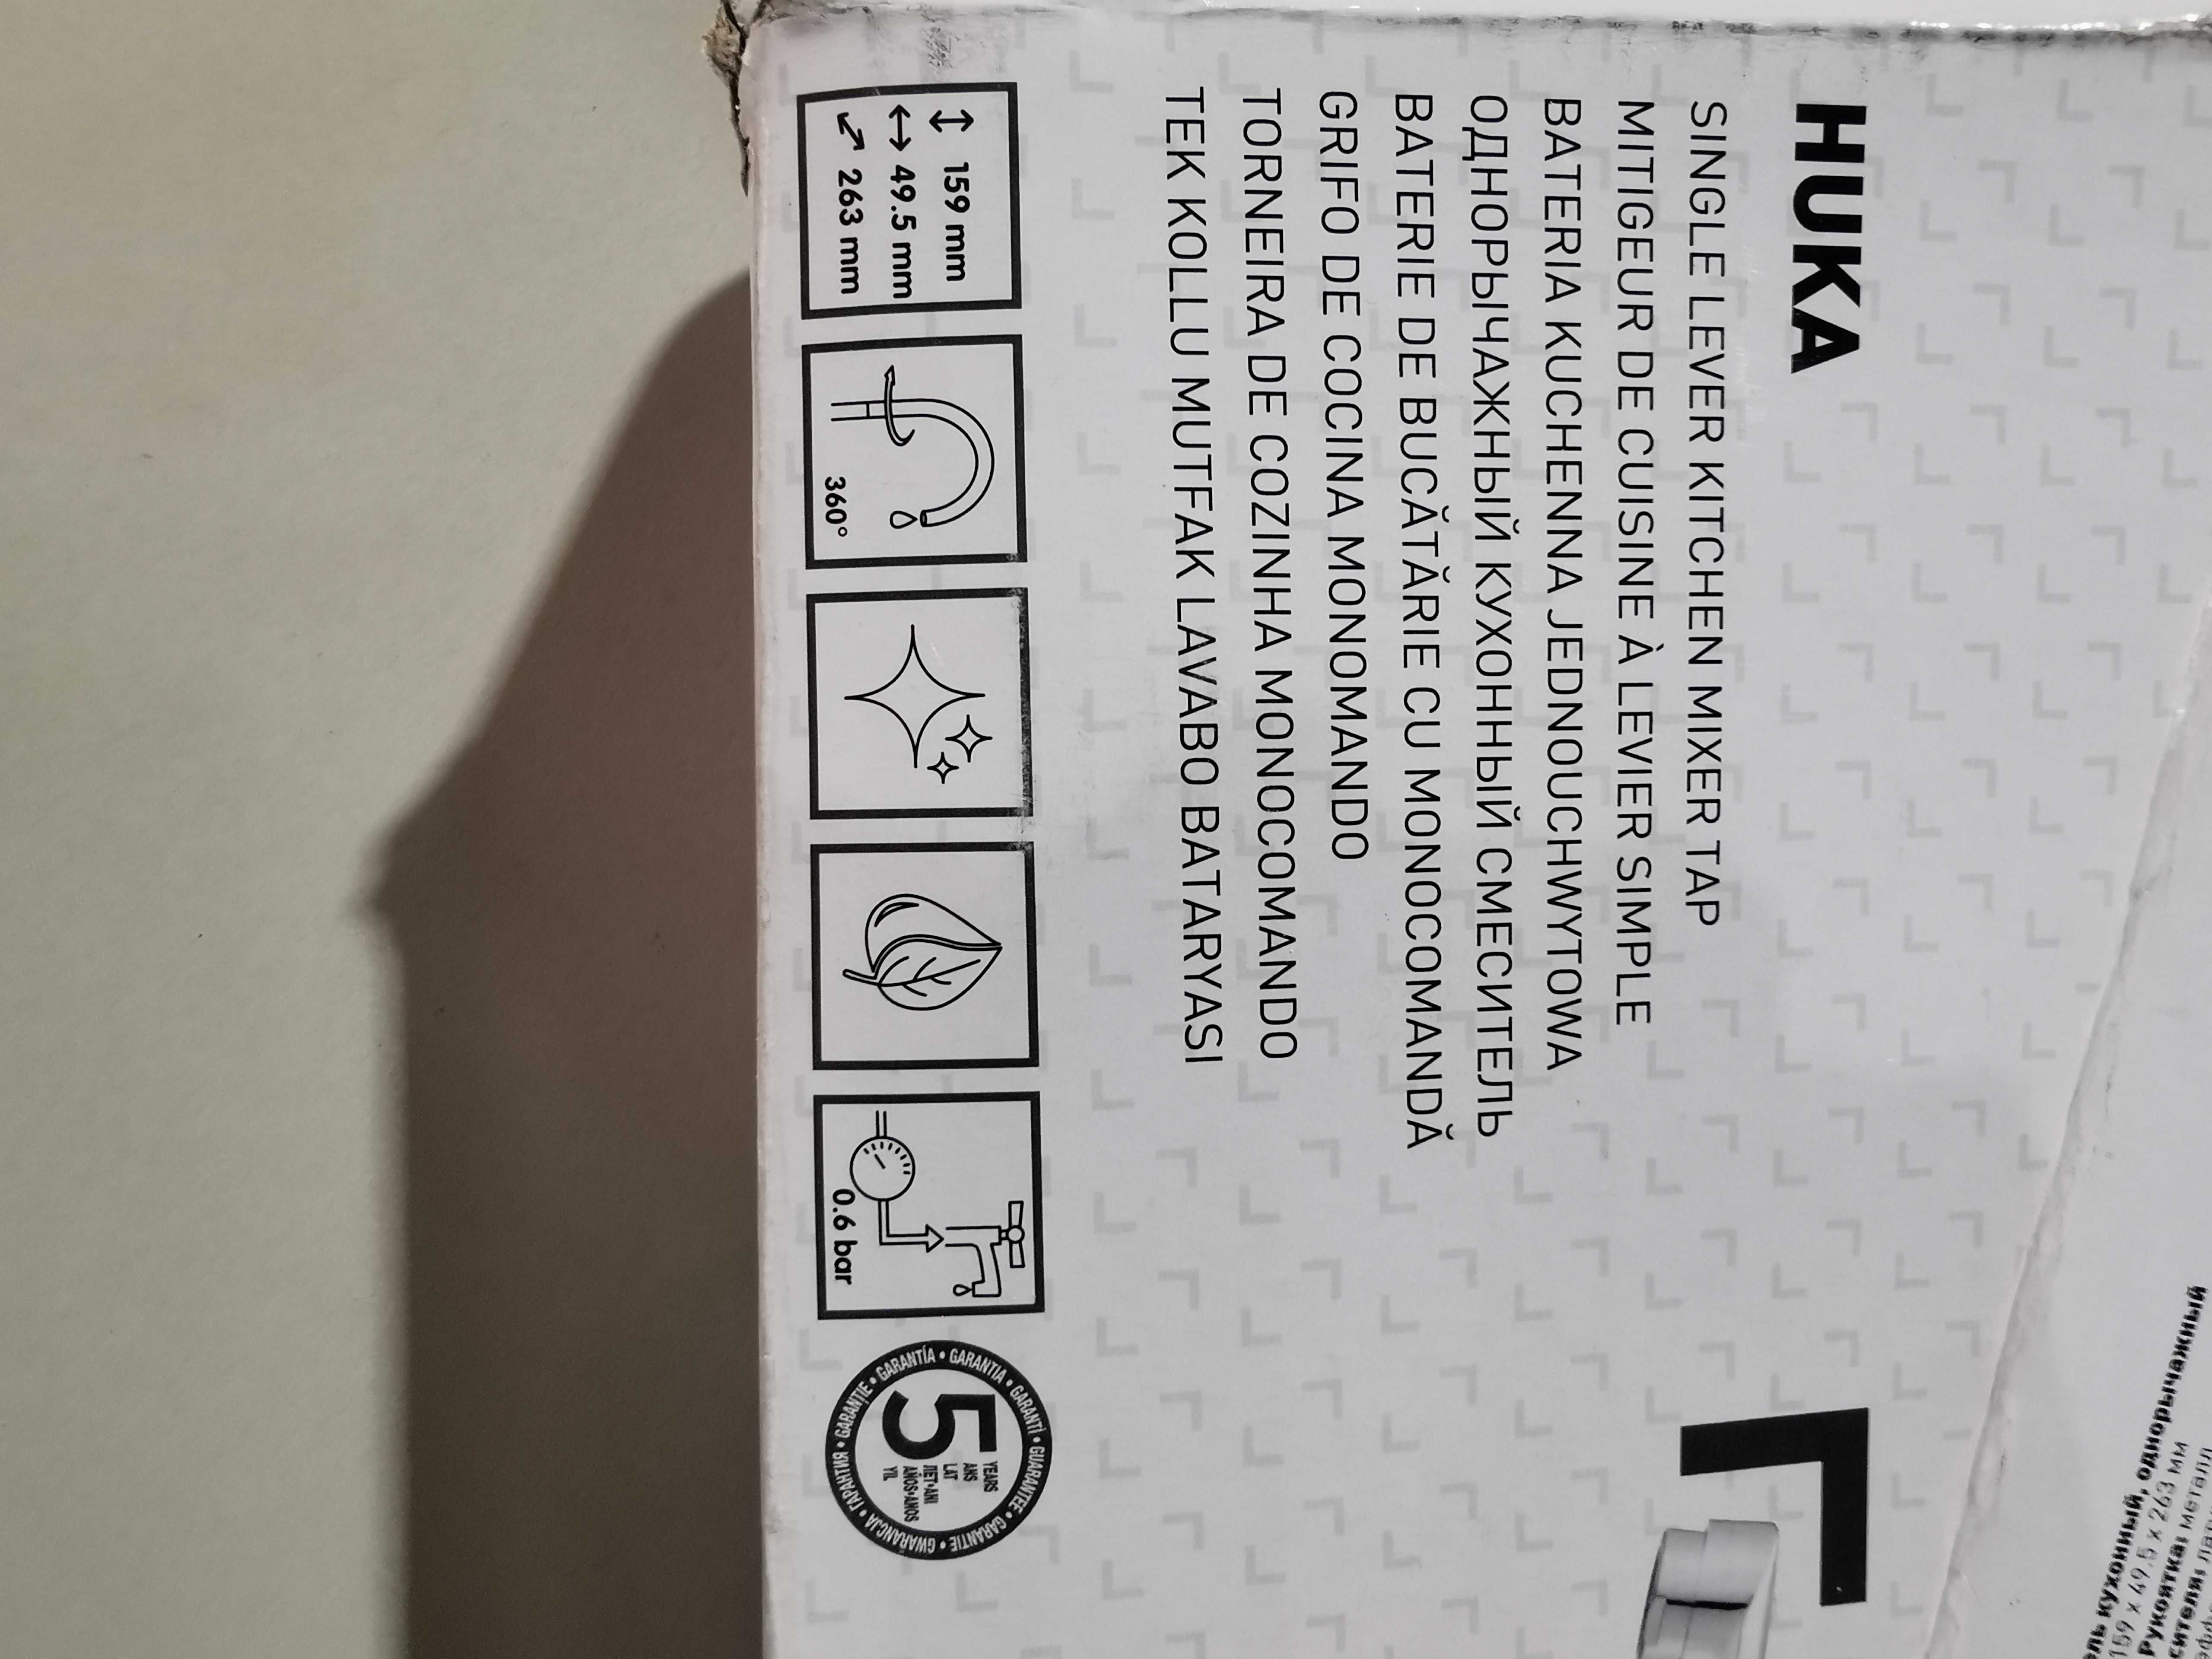 HUKA
SINGLE LEVER KITCHEN MIXER TAP
MITIGEUR DE CUISINE À LEVIER SIMPLE
BATERIA KUCHENNA JEDNOUCHWYTOWA
ОДНОРЫЧАЖНЫЙ КУХОННЫЙ СМЕСИТЕЛЬ
BATERIE DE BUCĂTĂRIE CU MONOCOMANDĂ
GRIFO DE COCINA MONOMANDO
TORNEIRA DE COZINHA MONOCOMANDO
TEK KOLLU MUTFAK LAVABO BATARYASI
159 mm
49.5 mm
263 mm
360°
0.6 bar
GARANTÍA • GARANTIA • GARANTİ • GUARANTEE • GARANTIE • GWARANCJA • ГАРАНТИЯ • GARANȚIE •
5
YEARS
ANS
LAT
ЛЕТ•ANI
AÑOS•ANOS
YIL